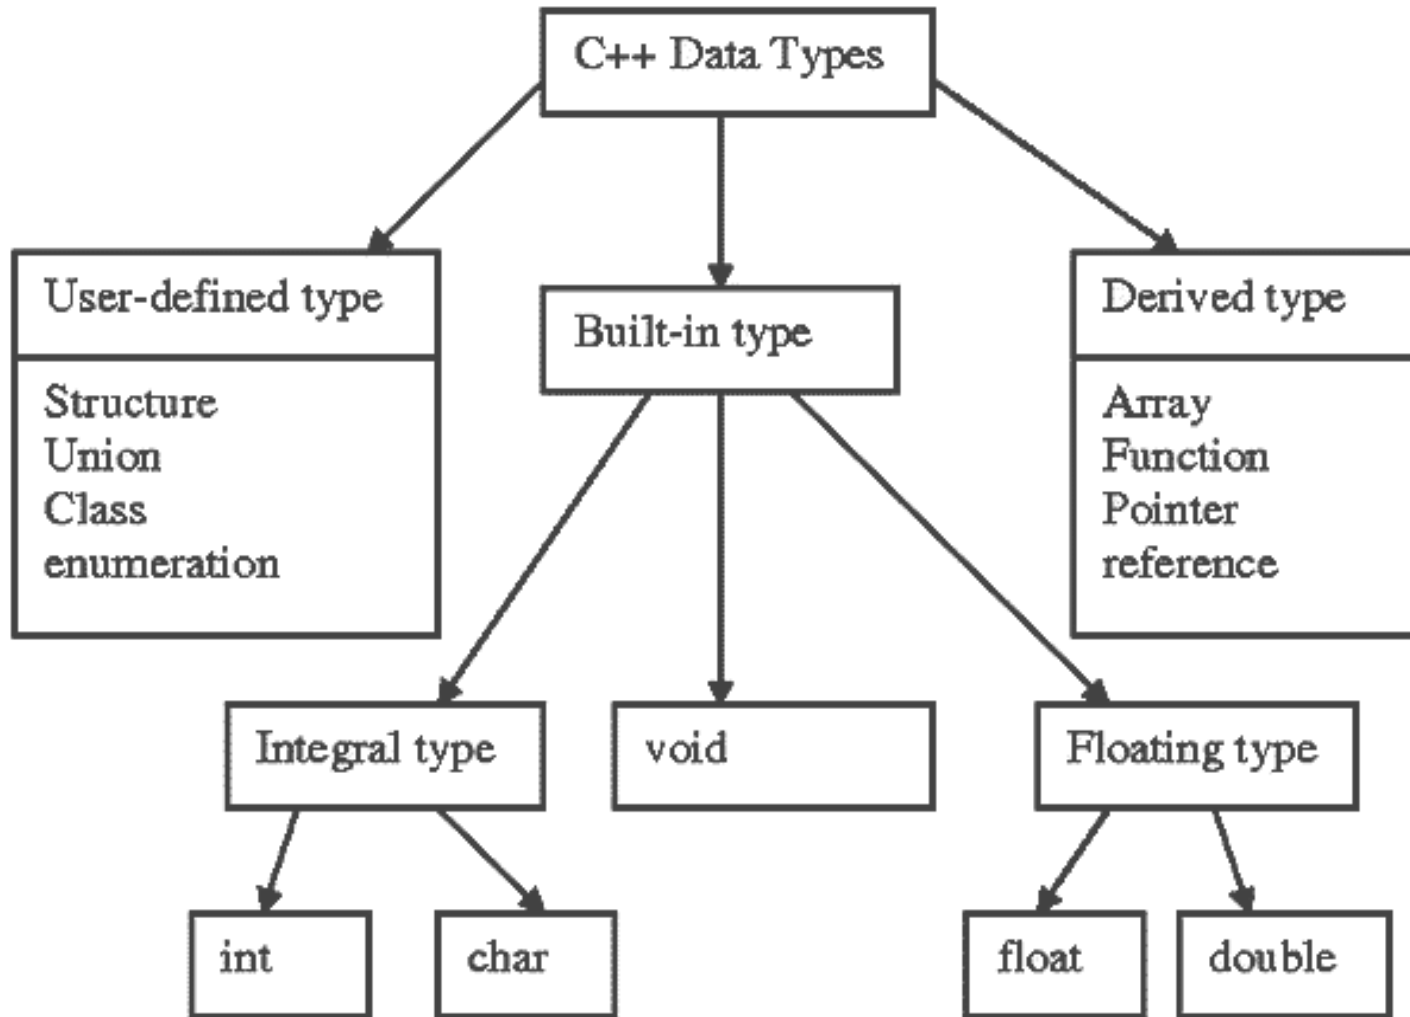 C++ Data Types
User-defined type
Structure
Union
Class
enumeration
Built-in type
Derived type
Array
Function
Pointer
reference
Integral type
void
Floating type
int
char
float
double